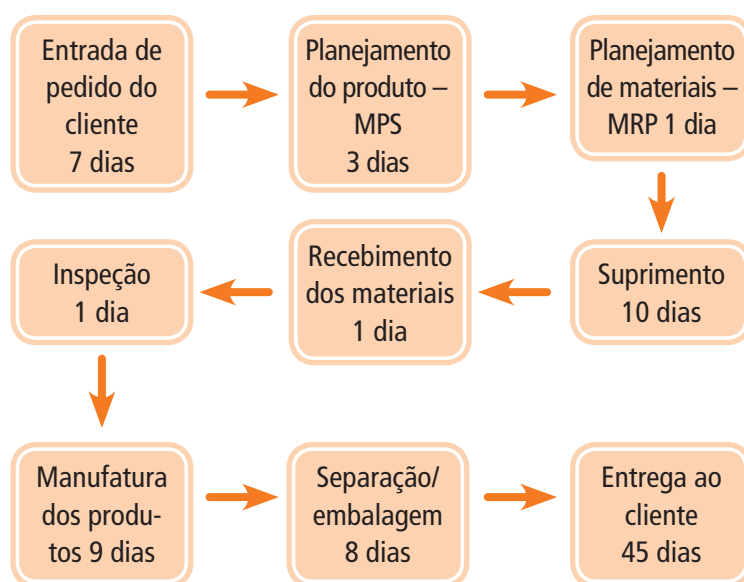 Entrada de
pedido do
cliente
7 dias
Planejamento
do produto –
MPS
3 dias
Planejamento
de materiais –
MRP 1 dia
Suprimento
10 dias
Recebimento
dos materiais
1 dia
Inspeção
1 dia
Manufatura
dos produ-
tos 9 dias
Separação/
embalagem
8 dias
Entrega ao
cliente
45 dias